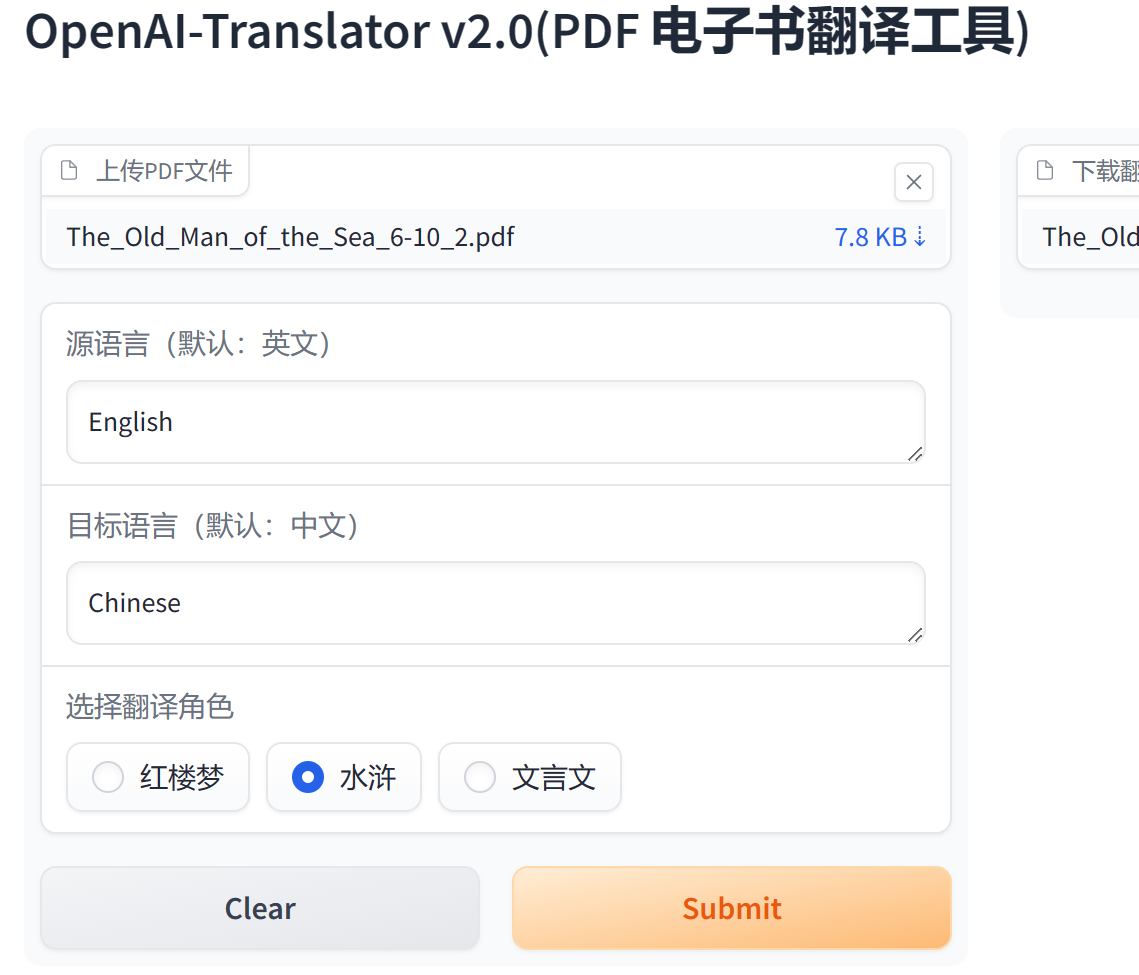 OpenAI-Translator v2.0(PDF 电子书翻译工具)
上传PDF文件
The_Old_Man_of_the_Sea_6-10_2.pdf
7.8 KB ⇣
源语言（默认：英文）
English
目标语言（默认：中文）
Chinese
选择翻译角色
红楼梦
水浒
文言文
Clear
Submit
下载翻
The_Old